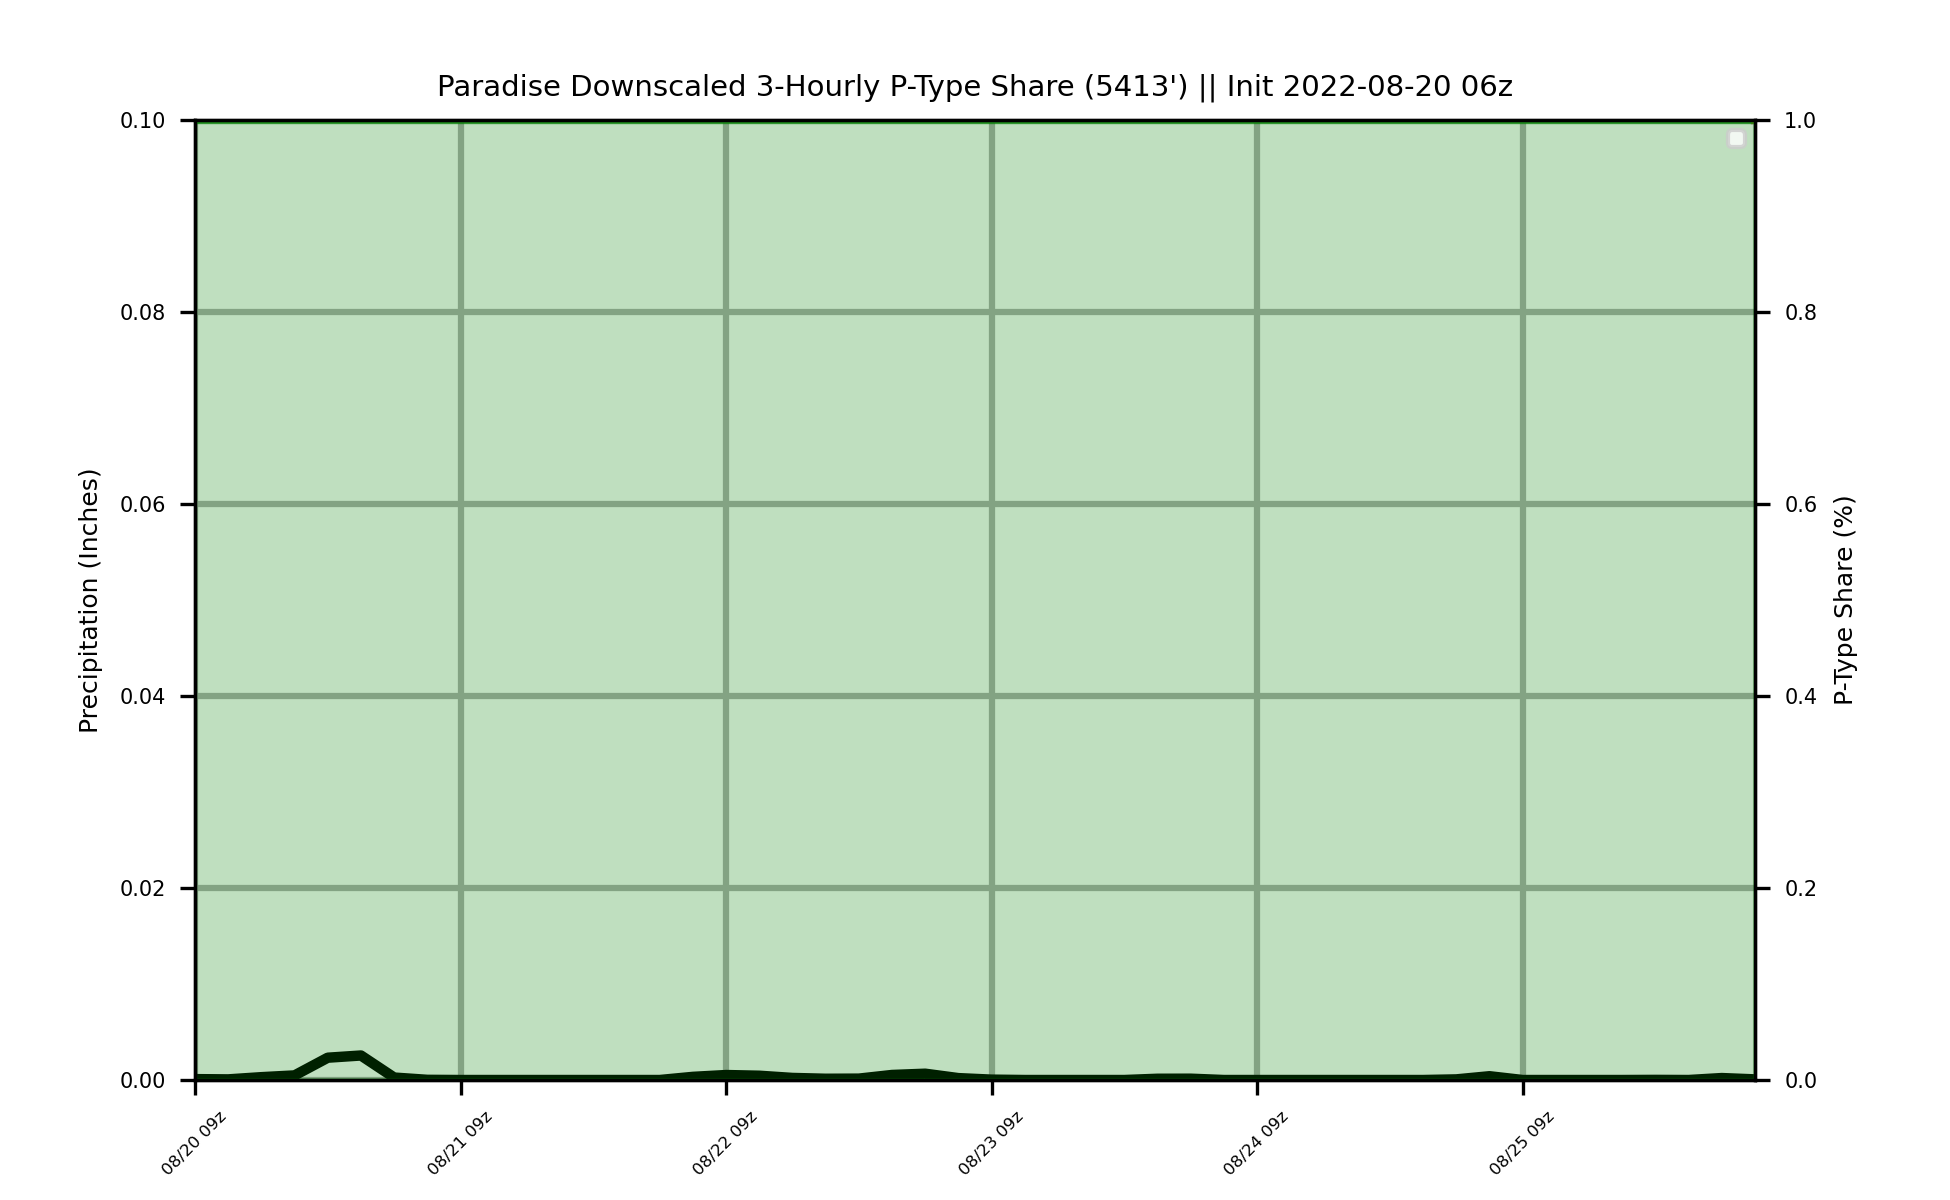 Paradise Downscaled 3-Hourly P-Type Share (5413') || Init 2022-08-20 06z
Precipitation (Inches)
0.10
0.08
0.06
0.04
0.02
0.00
1.0
0.8
0.6
0.4
0.2
0.0
P-Type Share (%)
08/20 09z
08/21 09z
08/22 09z
08/23 09z
08/24 09z
08/25 09z